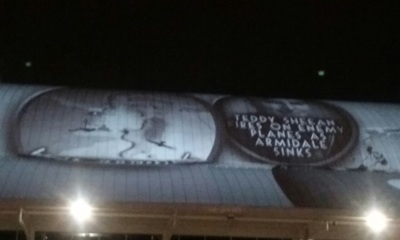 TEDDY SHEEAN
FIRES ON ENEMY
PLANES AS
ARMIDALE
SINKS